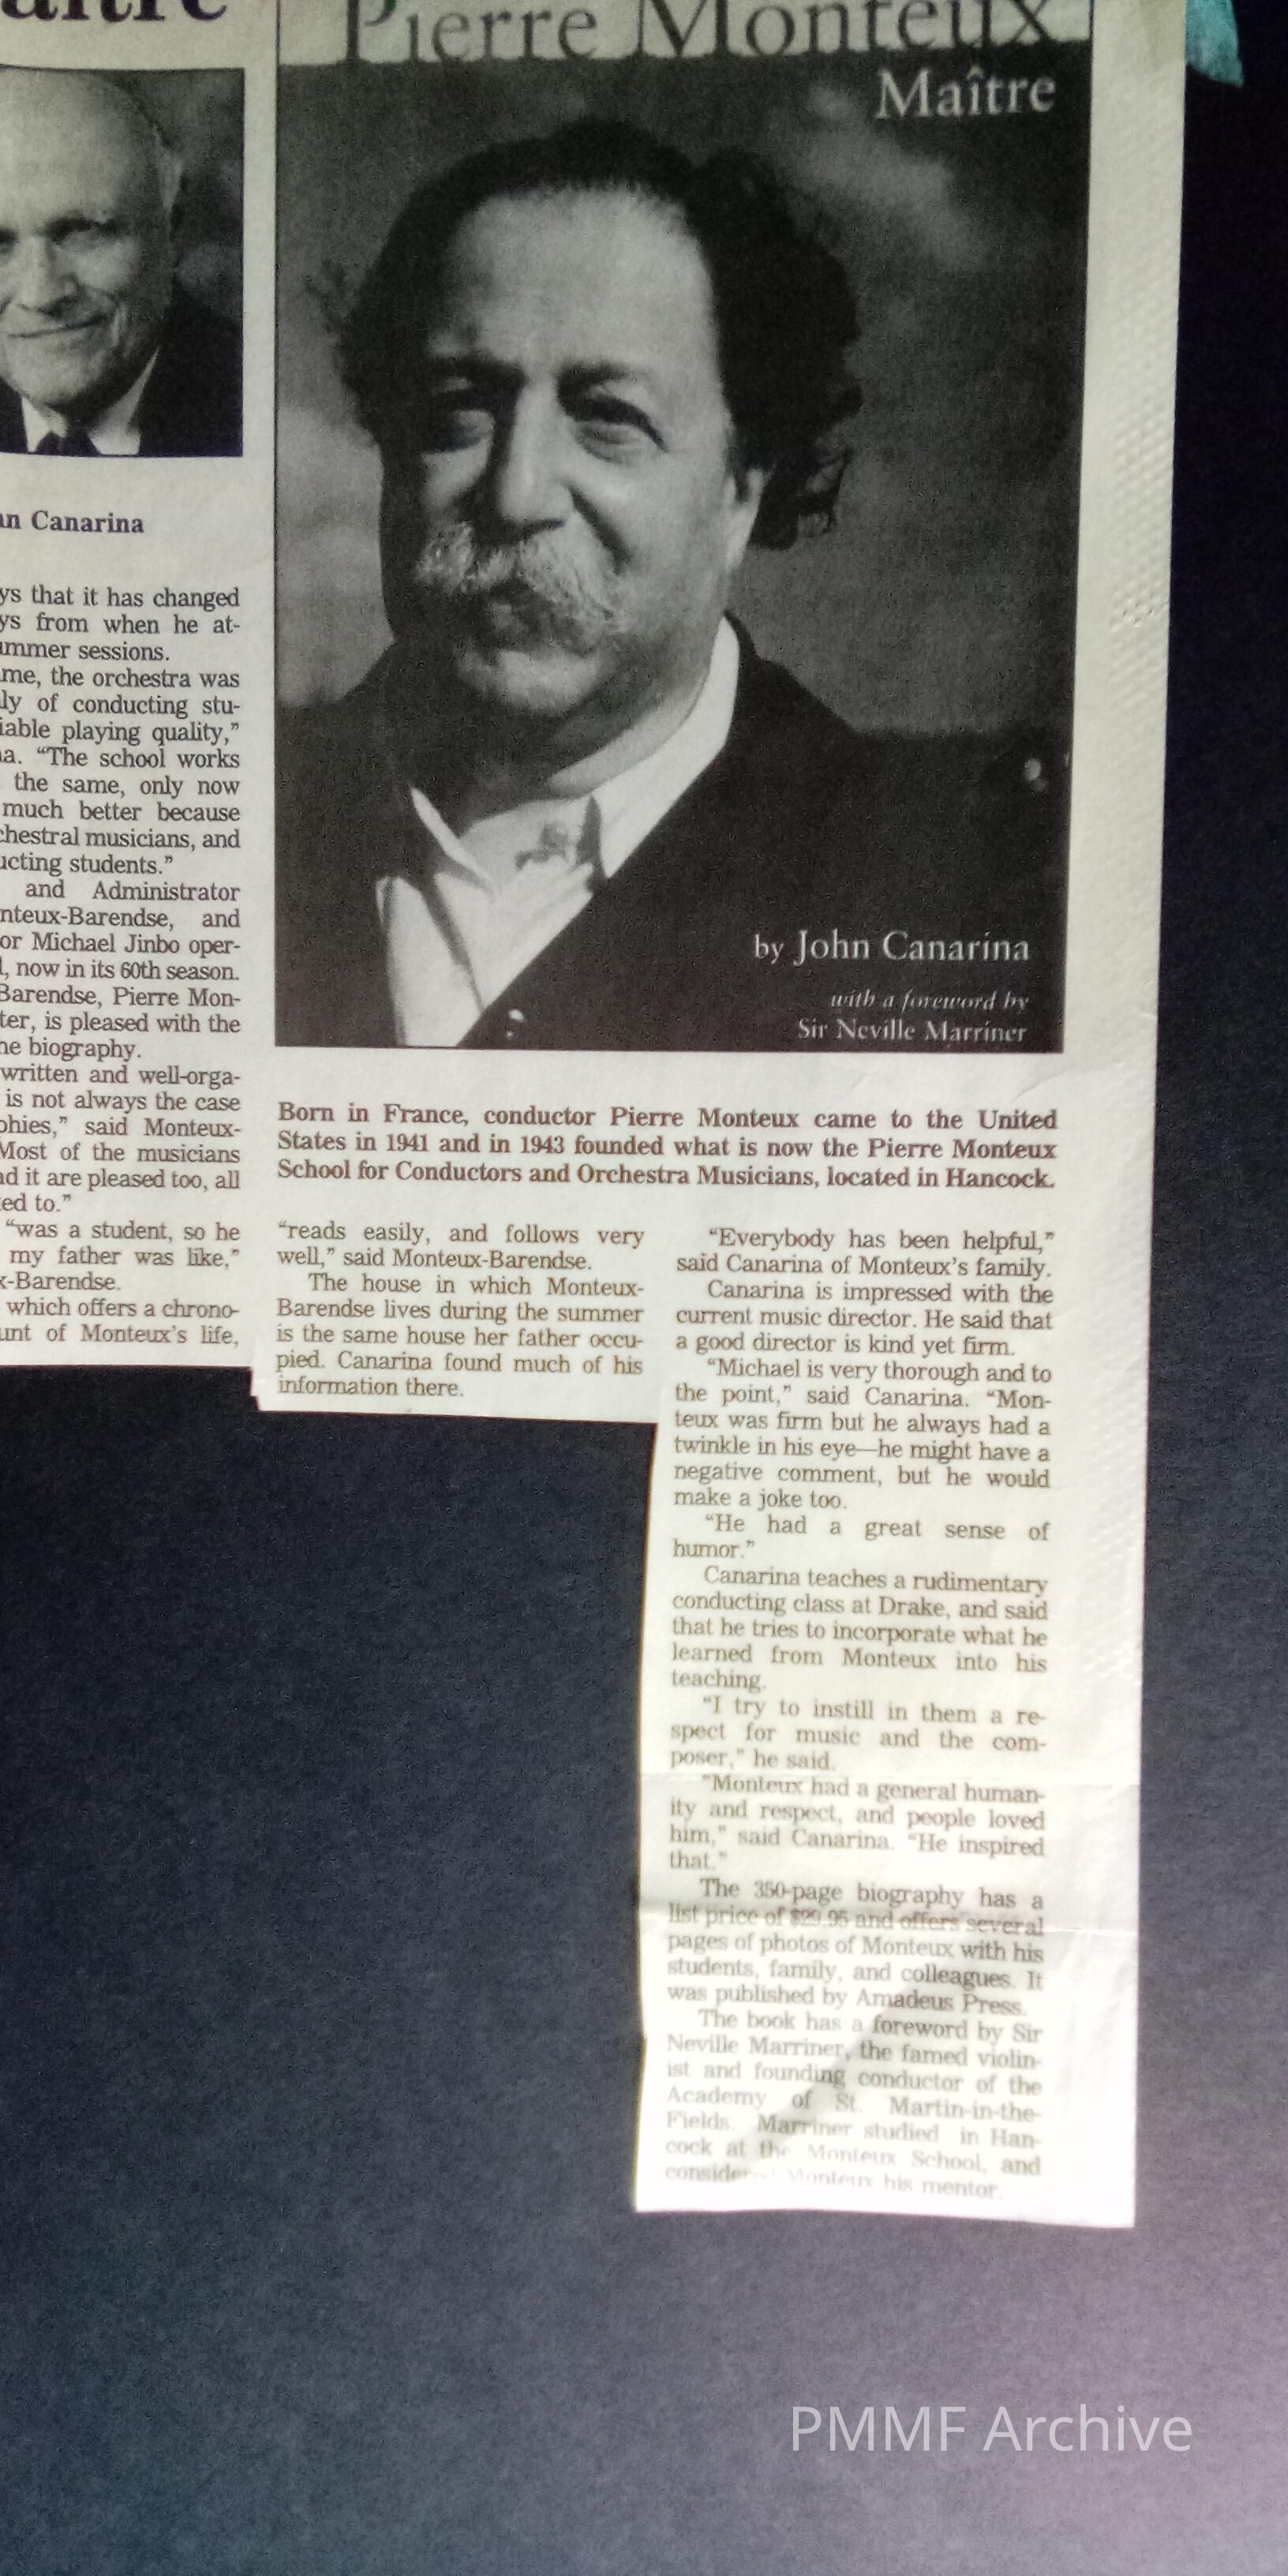 Pierre Monteux
Maître
by John Canarina
with a foreword by
Sir Neville Marriner
Canarina
that it has changed
from when he at-
sessions.
the orchestra was
of conducting stu-
playing quality,”
“The school works
the same, only now
much better because
musicians, and
students.”
and Administrator
and
Michael Jinbo oper-
now in its 60th season.
Barendse, Pierre Mon-
is pleased with the
biography.
written and well-orga-
is not always the case
said Monteux-
Most of the musicians
it are pleased too, all
to.”
“was a student, so he
my father was like,”
which offers a chrono-
of Monteux’s life,
Born in France, conductor Pierre Monteux came to the United
States in 1941 and in 1943 founded what is now the Pierre Monteux
School for Conductors and Orchestra Musicians, located in Hancock.
“reads easily, and follows very
well,” said Monteux-Barendse.
The house in which Monteux-
Barendse lives during the summer
is the same house her father occu-
pied. Canarina found much of his
information there.
“Everybody has been helpful,”
said Canarina of Monteux’s family.
Canarina is impressed with the
current music director. He said that
a good director is kind yet firm.
“Michael is very thorough and to
the point,” said Canarina. “Mon-
teux was firm but he always had a
twinkle in his eye—he might have a
negative comment, but he would
make a joke too.
“He had a great sense of
humor.”
Canarina teaches a rudimentary
conducting class at Drake, and said
that he tries to incorporate what he
learned from Monteux into his
teaching.
“I try to instill in them a re-
spect for music and the com-
poser,” he said.
“Monteux had a general human-
ity and respect, and people loved
him,” said Canarina. “He inspired
that.”
The 350-page biography has a
list price of $29.95 and offers several
pages of photos of Monteux with his
students, family, and colleagues. It
was published by Amadeus Press.
The book has a foreword by Sir
Neville Marriner, the famed violin-
ist and founding conductor of the
Academy of St. Martin-in-the-
Fields. Marriner studied in Han-
cock at the Monteux School, and
considered Monteux his mentor.
PMMF Archive